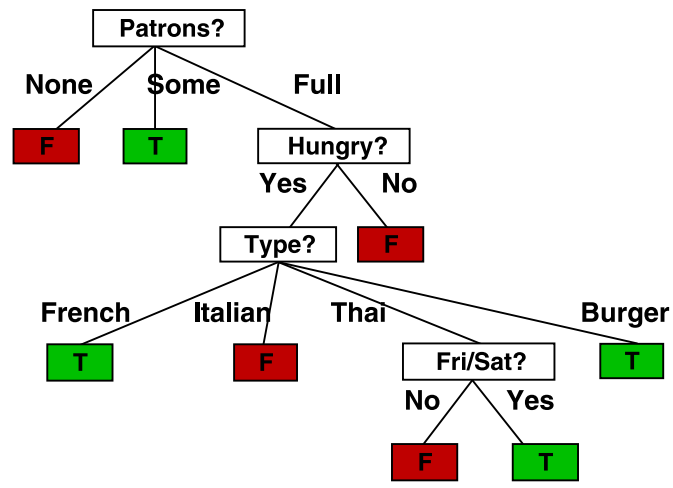 Patrons?
None Some Full
F T Hungry?
Yes No
Type? F
French Italian Thai Burger
T F Fri/Sat? T
No Yes
F T